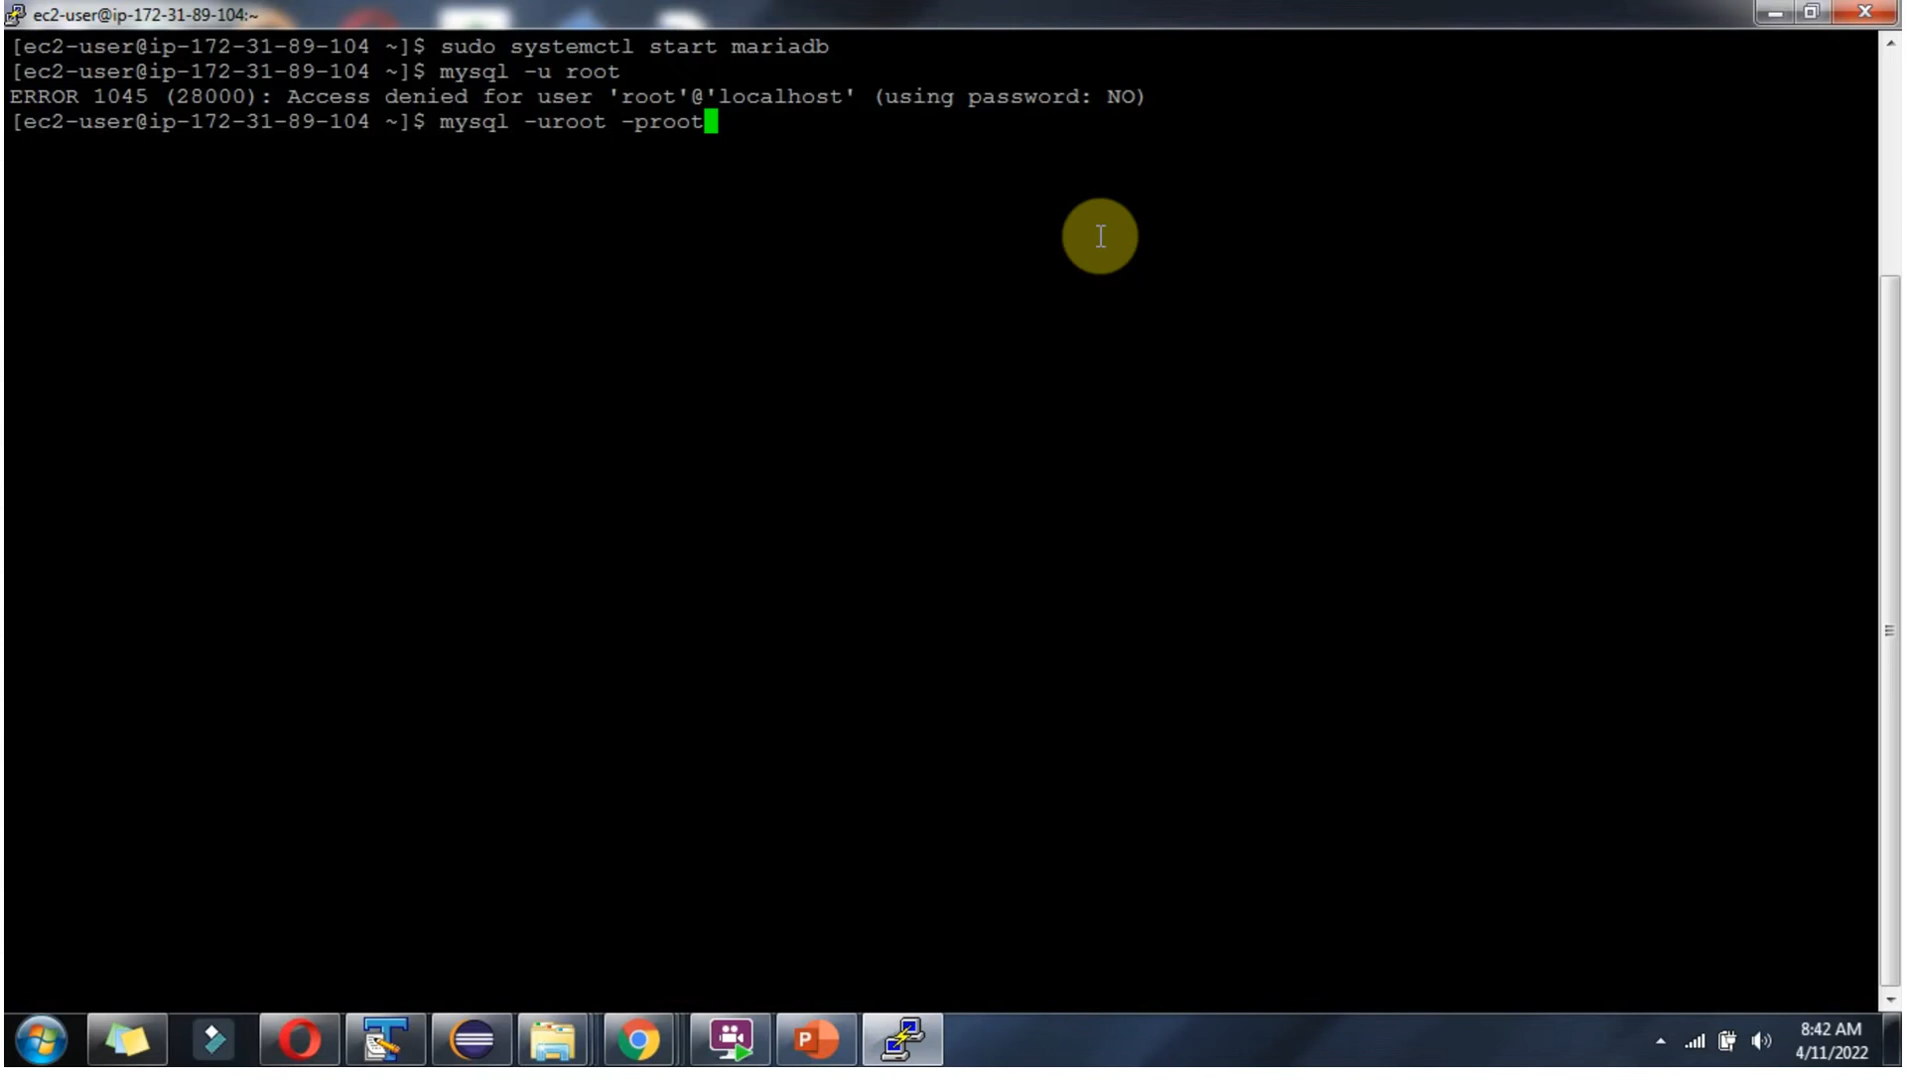 ec2-user@ip-172-31-89-104:~
[ec2-user@ip-172-31-89-104 ~]$ sudo systemctl start mariadb
[ec2-user@ip-172-31-89-104 ~]$ mysql -u root
ERROR 1045 (28000): Access denied for user 'root'@'localhost' (using password: NO)
[ec2-user@ip-172-31-89-104 ~]$ mysql -uroot -proot
8:42 AM
4/11/2022